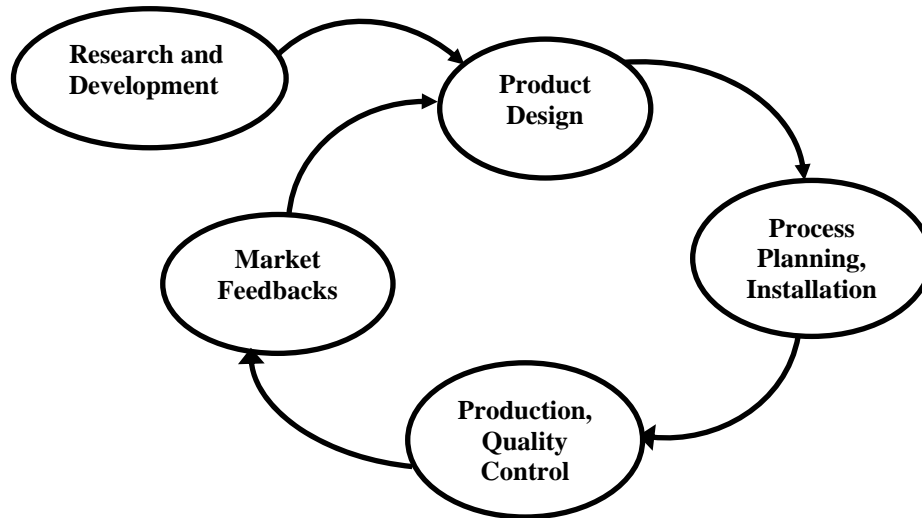 Research and
Development
Product
Design
Process
Planning,
Installation
Production,
Quality
Control
Market
Feedbacks